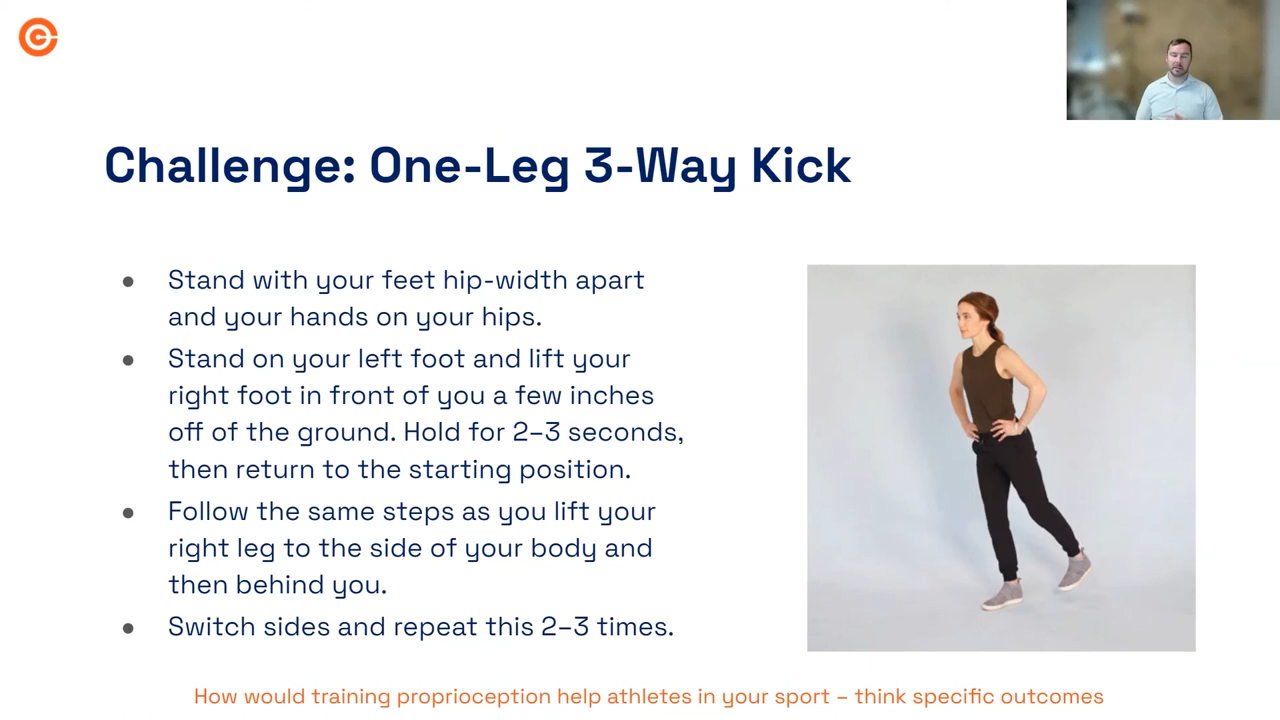 Challenge: One-Leg 3-Way Kick
● Stand with your feet hip-width apart
and your hands on your hips.
● Stand on your left foot and lift your
right foot in front of you a few inches
off of the ground. Hold for 2–3 seconds,
then return to the starting position.
● Follow the same steps as you lift your
right leg to the side of your body and
then behind you.
● Switch sides and repeat this 2–3 times.
How would training proprioception help athletes in your sport – think specific outcomes